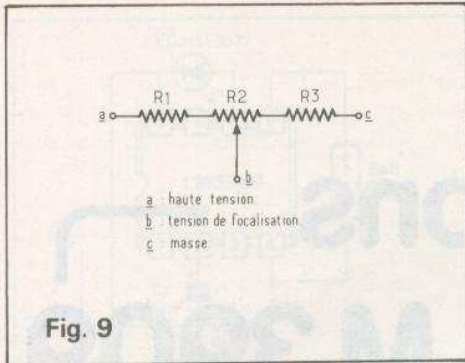 R1 R2 R3
a c
b
a : haute tension
b : tension de focalisation
c : masse
Fig. 9